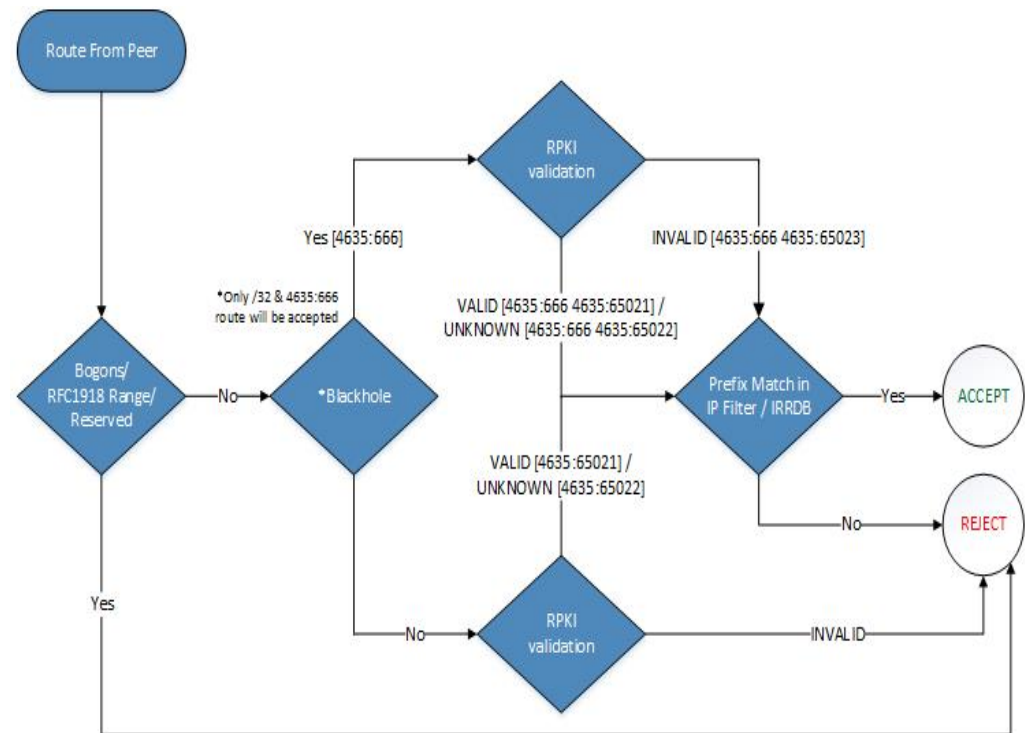 Route From Peer
RPKI
validation
Yes [4635:666]
INVALID [4635:666 4635:65023]
*Only /32 & 4635:666
route will be accepted
VALID [4635:666 4635:65021] /
UNKNOWN [4635:666 4635:65022]
Bogons/
RFC1918 Range/
Reserved
No
*Blackhole
Prefix Match in
IP Filter / IRRDB
Yes
ACCEPT
VALID [4635:65021] /
UNKNOWN [4635:65022]
No
REJECT
Yes
No
RPKI
validation
INVALID